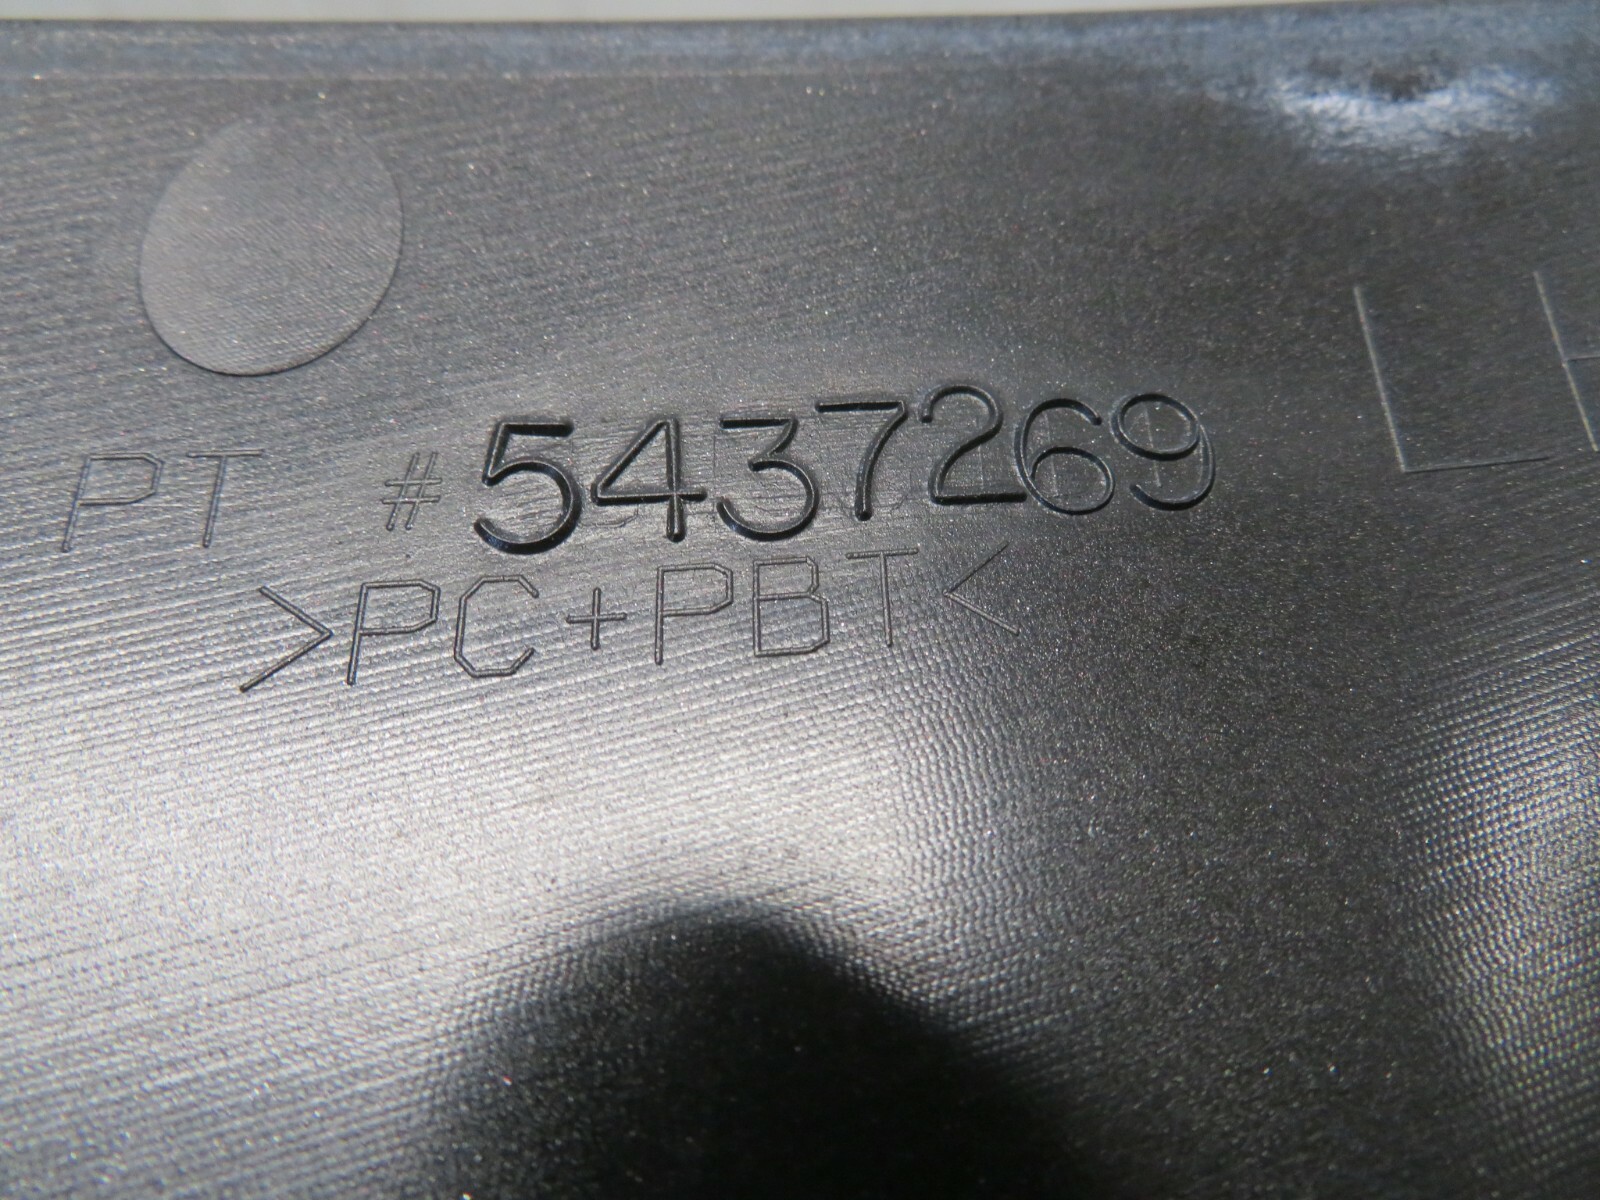 PT # 5437269
>PC+PBT<
L